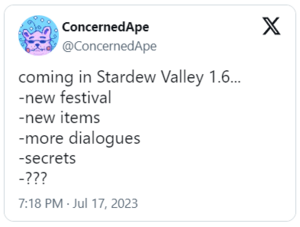 ConcernedApe
@ConcernedApe
coming in Stardew Valley 1.6...
-new festival
-new items
-more dialogues
-secrets
-???
7:18 PM · Jul 17, 2023